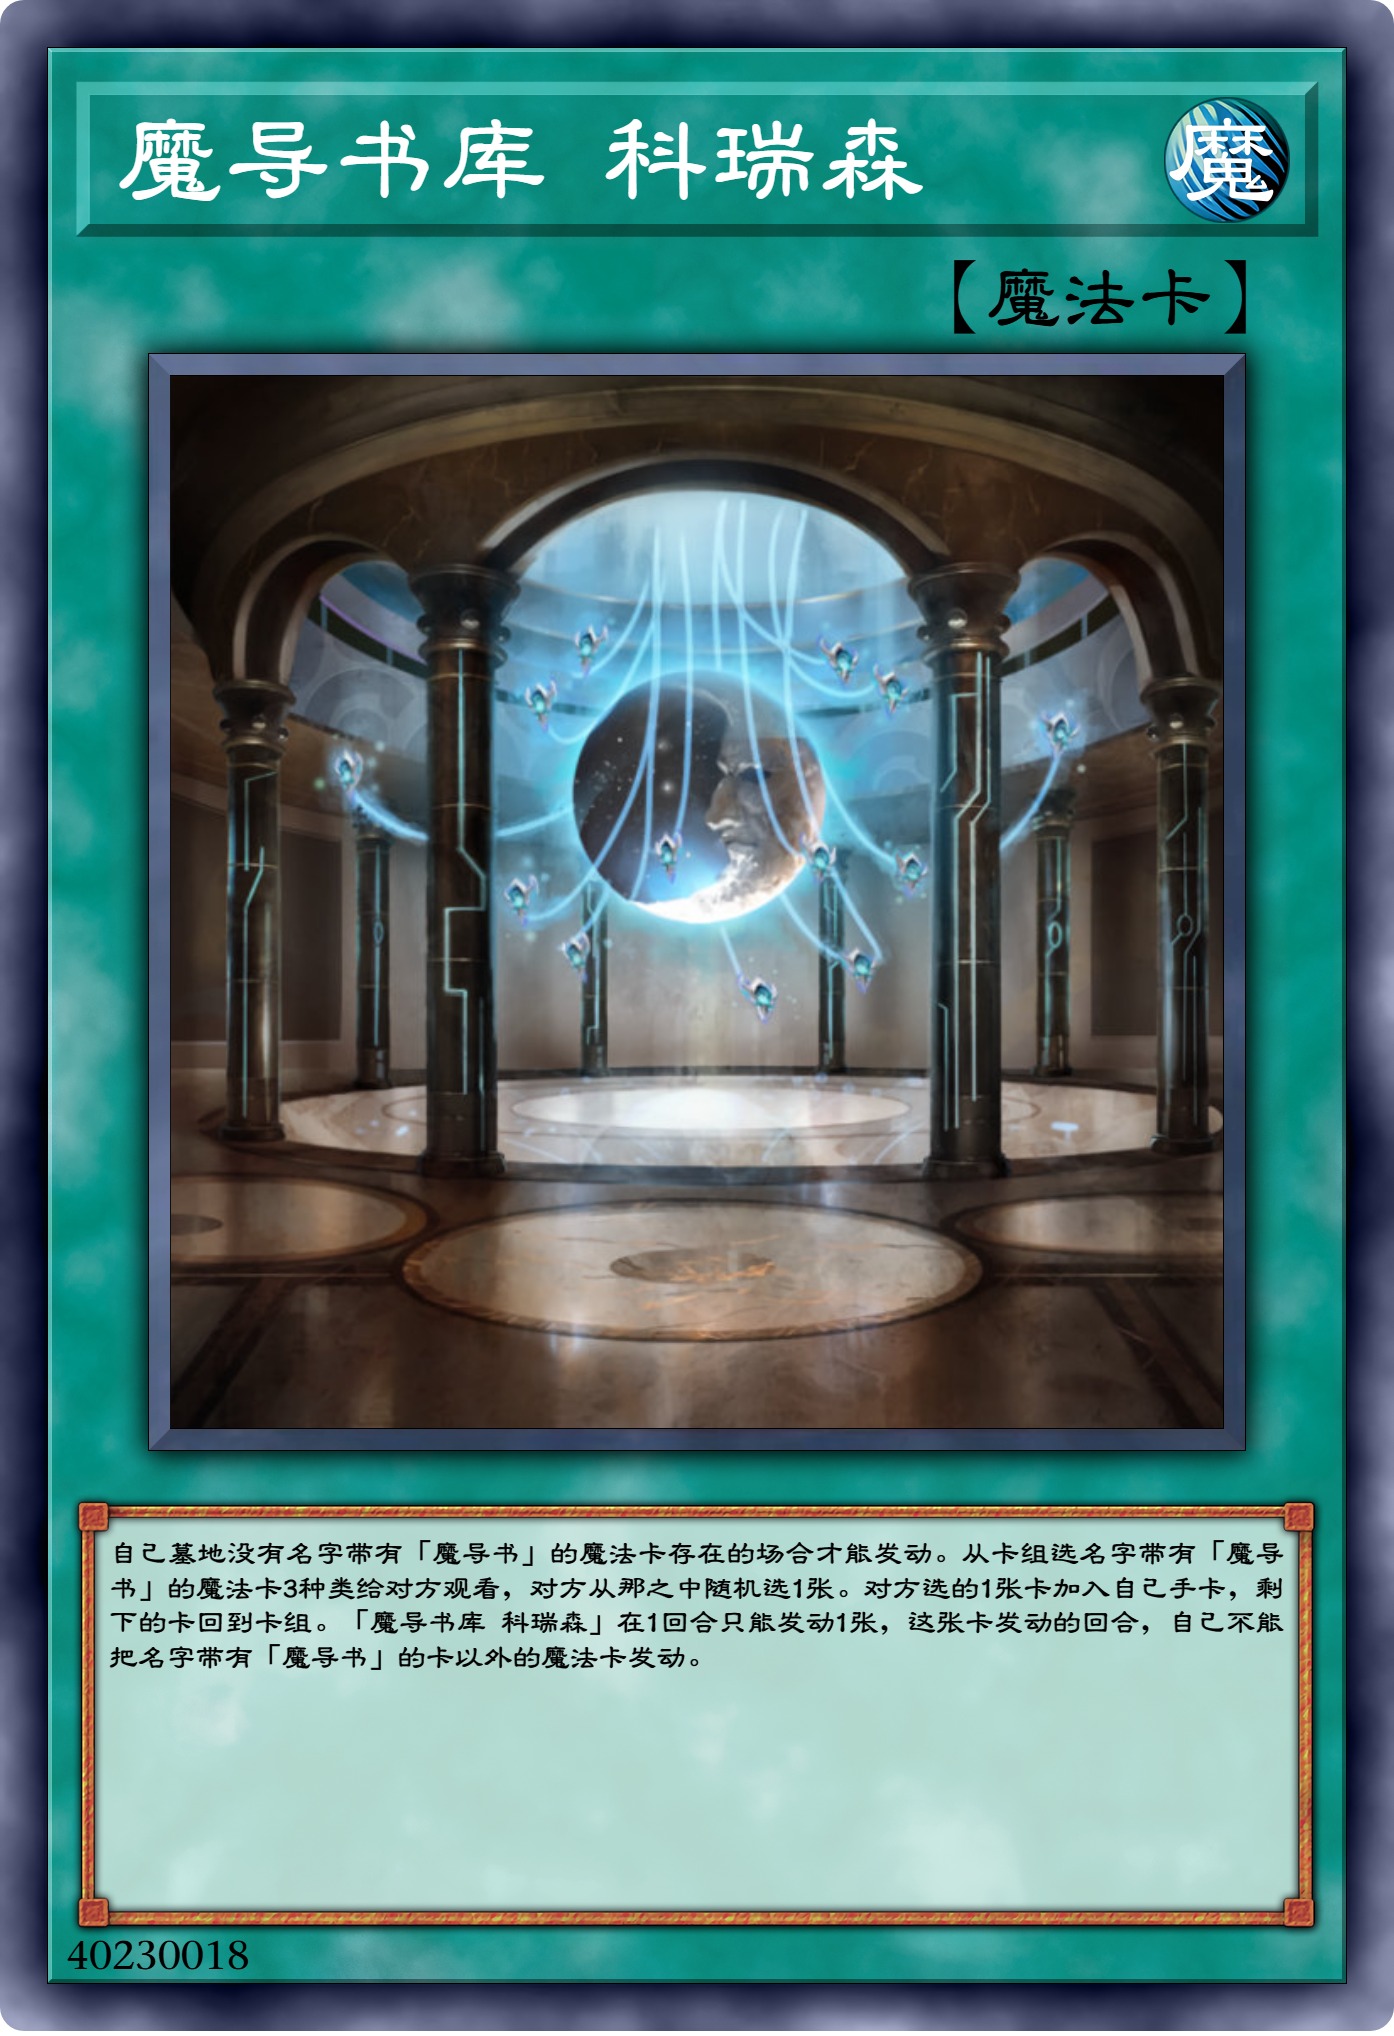 魔导书库 科瑞森
魔
【魔法卡】
自己墓地没有名字带有「魔导书」的魔法卡存在的场合才能发动。从卡组选名字带有「魔导
书」的魔法卡3种类给对方观看，对方从那之中随机选1张。对方选的1张卡加入自己手卡，剩
下的卡回到卡组。「魔导书库 科瑞森」在1回合只能发动1张，这张卡发动的回合，自己不能
把名字带有「魔导书」的卡以外的魔法卡发动。
40230018